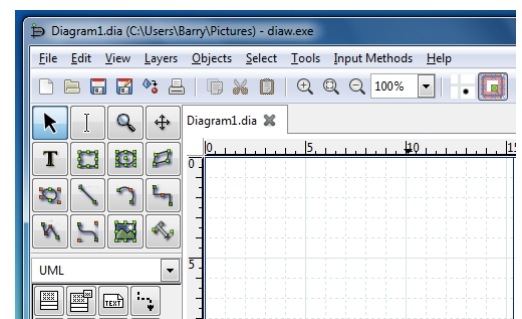 Diagram1.dia (C:\Users\Barry\Pictures) - diaw.exe
File Edit View Layers Objects Select Tools Input Methods Help
100%
Diagram1.dia
0 5 10 15
T
0
5
UML
TEXT